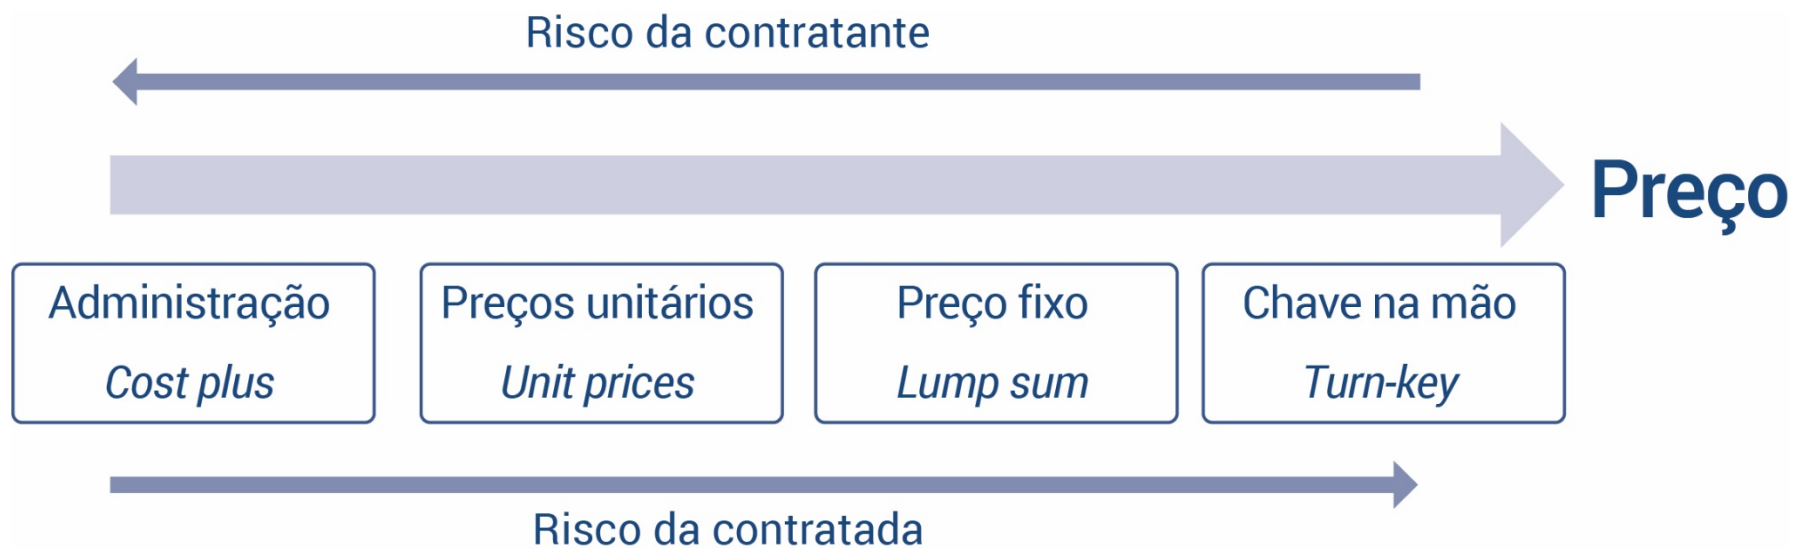 Risco da contratante
Preço
Administração
Cost plus
Preços unitários
Unit prices
Preço fixo
Lump sum
Chave na mão
Turn-key
Risco da contratada